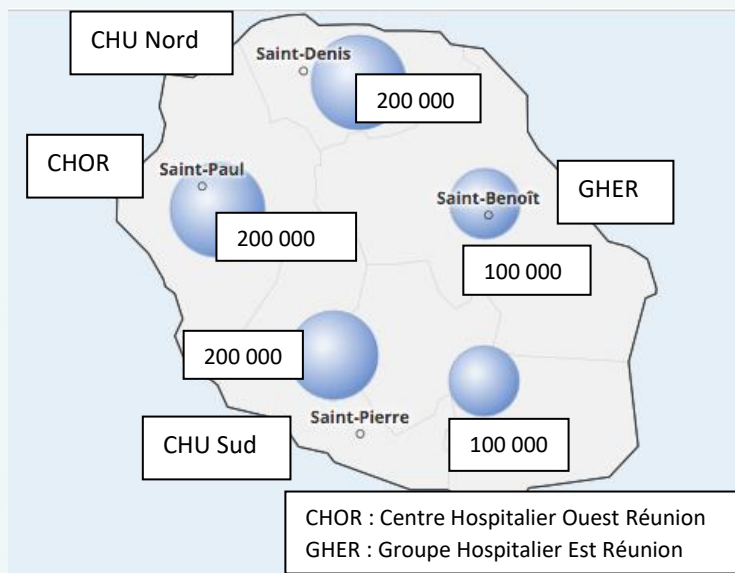 CHU Nord
Saint-Denis
200 000
CHOR
Saint-Paul
200 000
GHER
Saint-Benoît
100 000
200 000
Saint-Pierre
CHU Sud
100 000
CHOR : Centre Hospitalier Ouest Réunion
GHER : Groupe Hospitalier Est Réunion